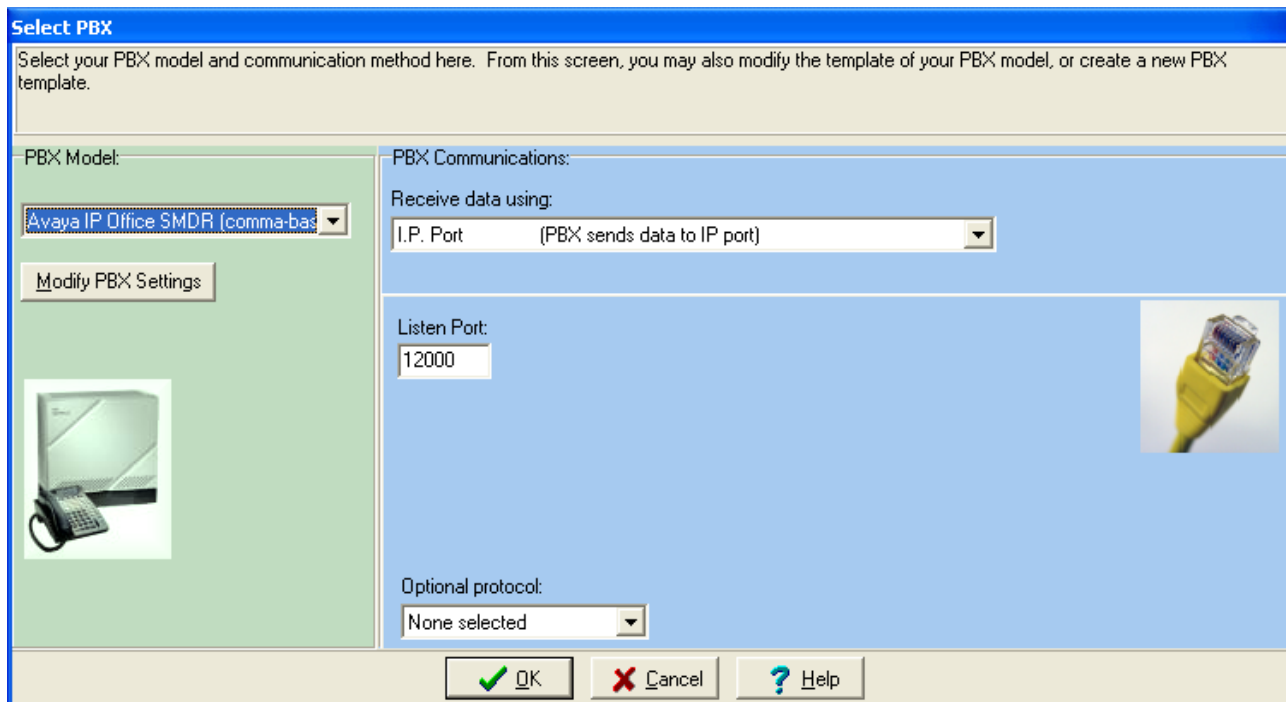 Select PBX
Select your PBX model and communication method here.  From this screen, you may also modify the template of your PBX model, or create a new PBX
template.
PBX Model:
Avaya IP Office SMDR (comma-bas
Modify PBX Settings
PBX Communications:
Receive data using:
I.P. Port (PBX sends data to IP port)
Listen Port:
12000
Optional protocol:
None selected
OK
Cancel
Help